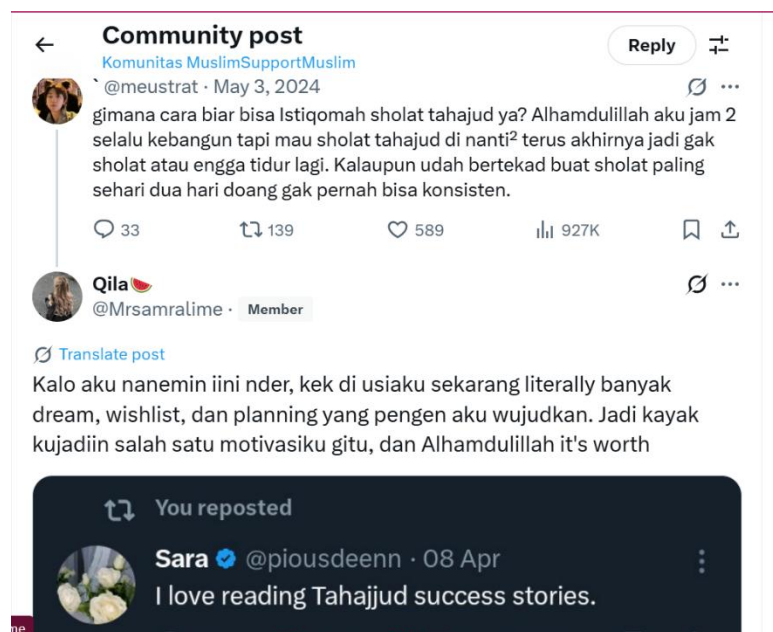 Community post
Komunitas MuslimSupportMuslim
Reply
` @meustrat · May 3, 2024
gimana cara biar bisa Istiqomah sholat tahajud ya? Alhamdulillah aku jam 2
selalu kebangun tapi mau sholat tahajud di nanti² terus akhirnya jadi gak
sholat atau engga tidur lagi. Kalaupun udah bertekad buat sholat paling
sehari dua hari doang gak pernah bisa konsisten.
33 139 589 927K
Qila🍉
@Mrsamralime · Member
Translate post
Kalo aku nanemin iini nder, kek di usiaku sekarang literally banyak
dream, wishlist, dan planning yang pengen aku wujudkan. Jadi kayak
kujadiin salah satu motivasiku gitu, dan Alhamdulillah it's worth
You reposted
Sara @piousdeenn · 08 Apr
I love reading Tahajjud success stories.